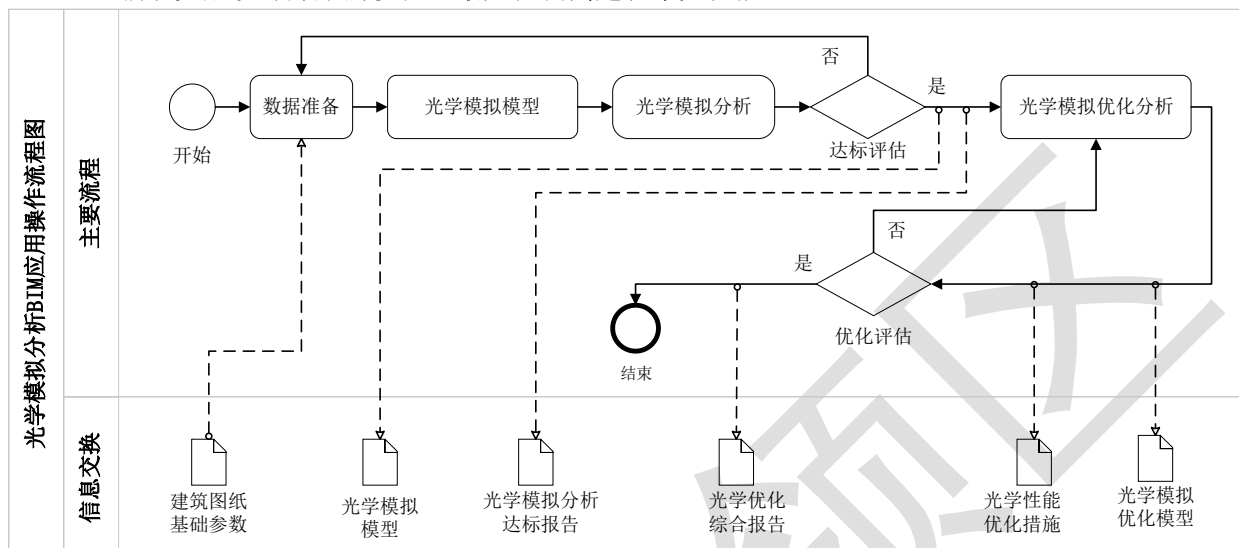 光学模拟分析BIM应用操作流程图
主要流程
开始
数据准备
光学模拟模型
光学模拟分析
否
是
达标评估
光学模拟优化分析
否
是
优化评估
结束
信息交换
建筑图纸
基础参数
光学模拟
模型
光学模拟分析
达标报告
光学优化
综合报告
光学性能
优化措施
光学模拟
优化模型